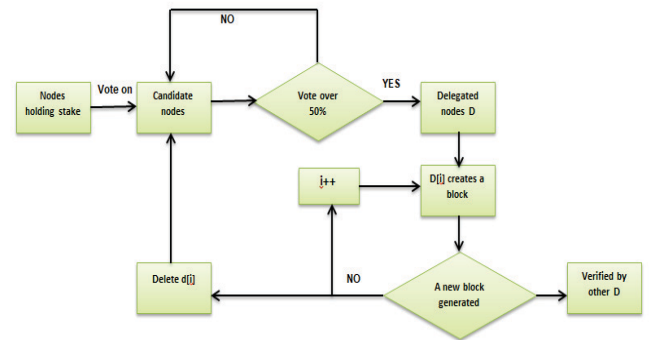 NO
Nodes
holding stake
Vote on
Candidate
nodes
Vote over
50%
YES
Delegated
nodes D
i++
D[i] creates a
block
Delete d[i]
NO
A new block
generated
Verified by
other D